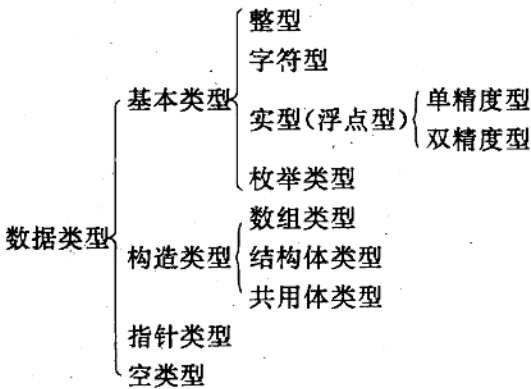 整型
字符型
基本类型
实型(浮点型)
单精度型
双精度型
枚举类型
数据类型
数组类型
构造类型
结构体类型
共用体类型
指针类型
空类型